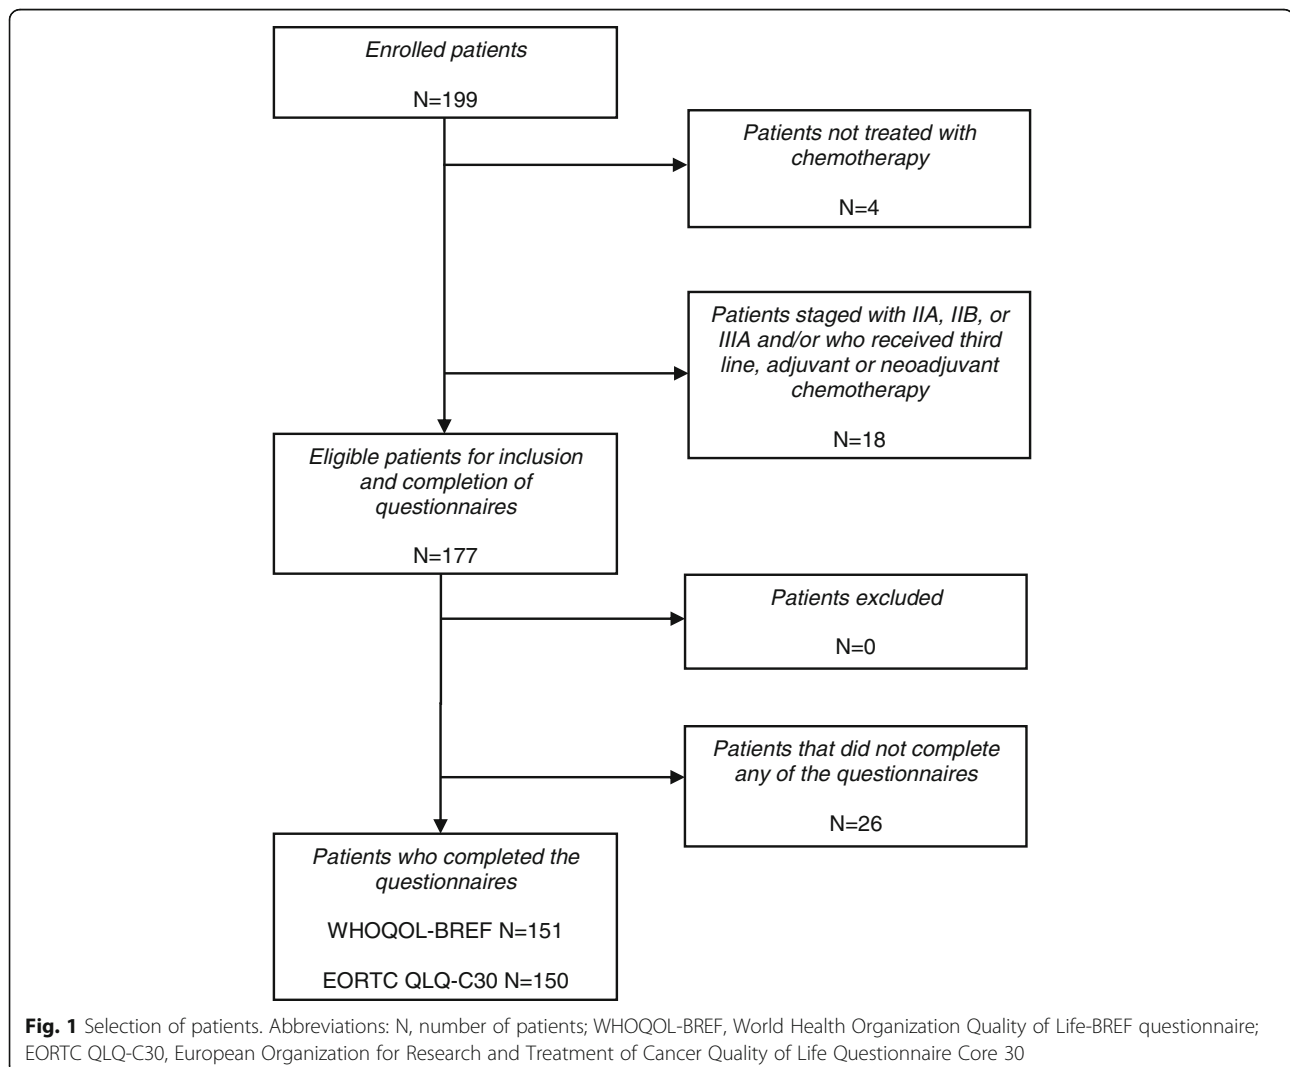 Enrolled patients
N=199
Patients not treated with
chemotherapy
N=4
Patients staged with IIA, IIB, or
IIIA and/or who received third
line, adjuvant or neoadjuvant
chemotherapy
N=18
Eligible patients for inclusion
and completion of
questionnaires
N=177
Patients excluded
N=0
Patients that did not complete
any of the questionnaires
N=26
Patients who completed the
questionnaires
WHOQOL-BREF N=151
EORTC QLQ-C30 N=150
Fig. 1 Selection of patients. Abbreviations: N, number of patients; WHOQOL-BREF, World Health Organization Quality of Life-BREF questionnaire;
EORTC QLQ-C30, European Organization for Research and Treatment of Cancer Quality of Life Questionnaire Core 30